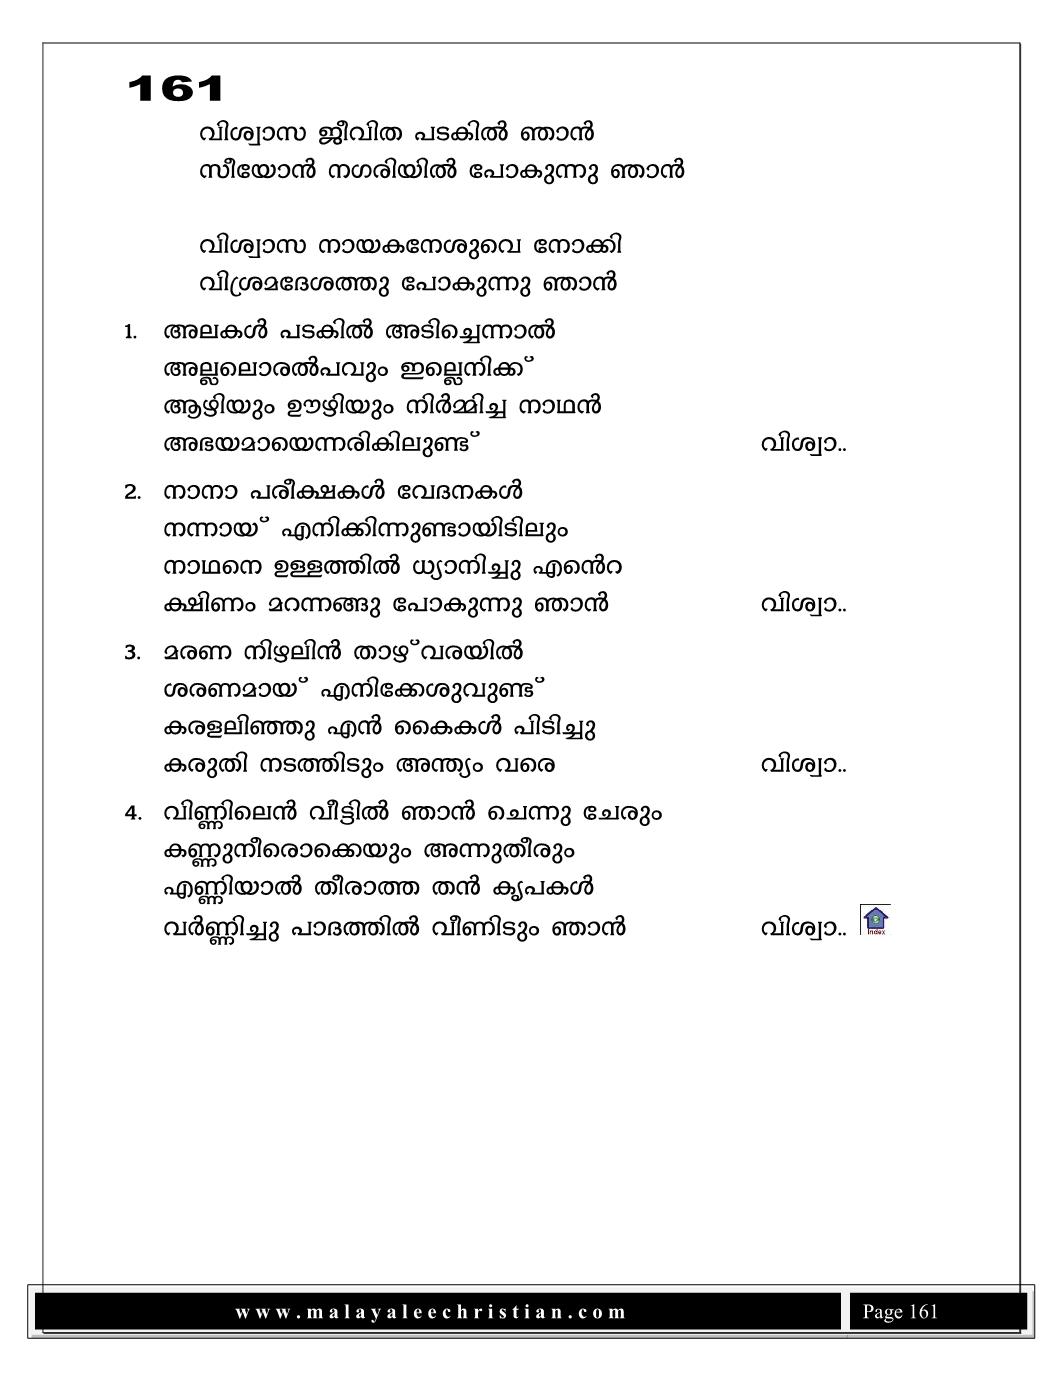 161
വിശ്വാസ ജീവിത പടകിൽ ഞാൻ
സീയോൻ നഗരിയിൽ പോകുന്നു ഞാൻ
വിശ്വാസ നായകനേശുവെ നോക്കി
വിശ്രമദേശത്തു പോകുന്നു ഞാൻ
1. അലകൾ പടകിൽ അടിച്ചെന്നാൽ
അല്ലലൊരൽപവും ഇല്ലെനിക്ക്
ആഴിയും ഊഴിയും നിർമ്മിച്ച നാഥൻ
അഭയമായെന്നരികിലുണ്ട് വിശ്വാ..
2. നാനാ പരീക്ഷകൾ വേദനകൾ
നന്നായ് എനിക്കിന്നുണ്ടായിടിലും
നാഥനെ ഉള്ളത്തിൽ ധ്യാനിച്ചു എൻെറ
ക്ഷിണം മറന്നങ്ങു പോകുന്നു ഞാൻ വിശ്വാ..
3. മരണ നിഴലിൻ താഴ്‌വരയിൽ
ശരണമായ് എനിക്കേശുവുണ്ട്
കരളലിഞ്ഞു എൻ കൈകൾ പിടിച്ചു
കരുതി നടത്തിടും അന്ത്യം വരെ വിശ്വാ..
4. വിണ്ണിലെൻ വീട്ടിൽ ഞാൻ ചെന്നു ചേരും
കണ്ണുനീരൊക്കെയും അന്നുതീരും
എണ്ണിയാൽ തീരാത്ത തൻ കൃപകൾ
വർണ്ണിച്ചു പാദത്തിൽ വീണിടും ഞാൻ വിശ്വാ.. Index
www.malayaleechristian.com Page 161